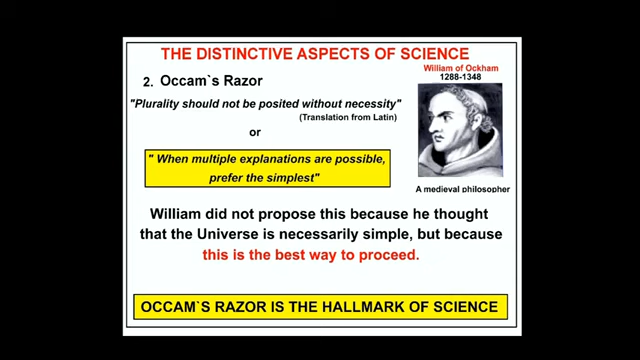 THE DISTINCTIVE ASPECTS OF SCIENCE
William of Ockham
1288-1348
2. Occam`s Razor
"Plurality should not be posited without necessity"
(Translation from Latin)
or
" When multiple explanations are possible,
prefer the simplest"
A medieval philosopher
William did not propose this because he thought
that the Universe is necessarily simple, but because
this is the best way to proceed.
OCCAM`S RAZOR IS THE HALLMARK OF SCIENCE